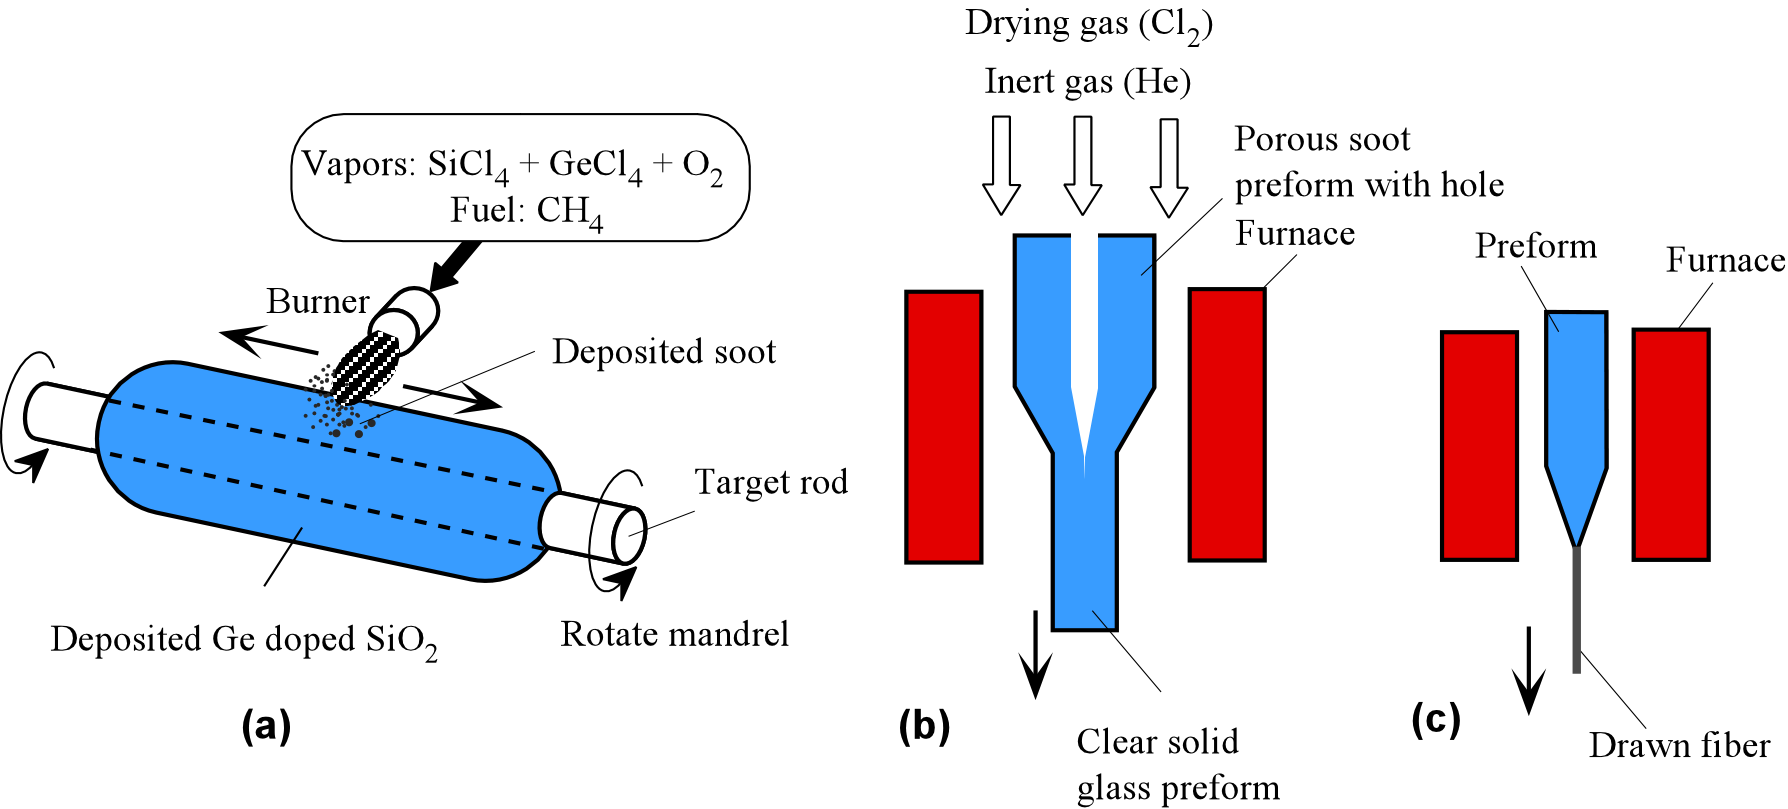 Vapors: SiCl4 + GeCl4 + O2
Fuel: CH4
Burner
Deposited soot
Target rod
Deposited Ge doped SiO2
Rotate mandrel
(a)
Drying gas (Cl2)
Inert gas (He)
Porous soot
preform with hole
Furnace
Clear solid
glass preform
(b)
Preform
Furnace
Drawn fiber
(c)